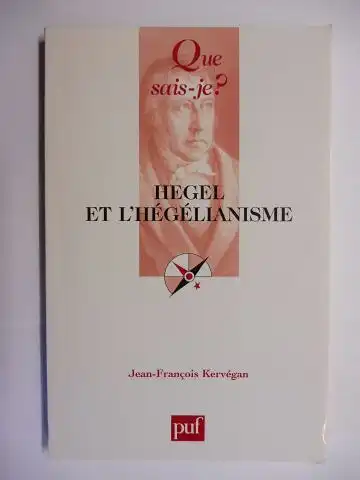 Que
sais-je?
HEGEL
ET L'HÉGÉLIANISME
Jean-François Kervégan
puf